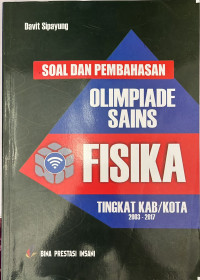 Davit Sipayung
SOAL DAN PEMBAHASAN
OLIMPIADE
SAINS
FISIKA
TINGKAT KAB/KOTA
2003 - 2017
BINA PRESTASI INSANI